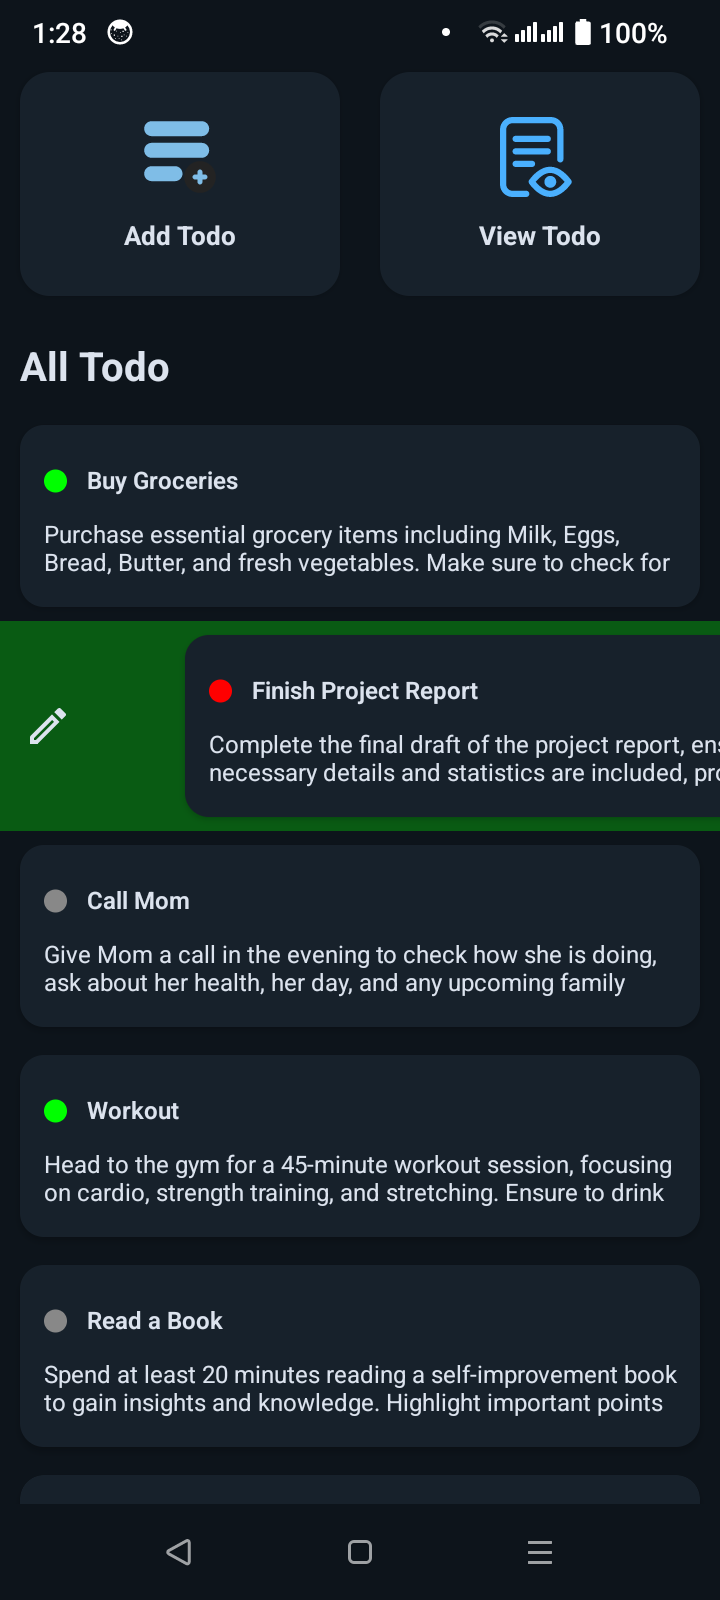 1:28
100%
Add Todo
View Todo
All Todo
Buy Groceries
Purchase essential grocery items including Milk, Eggs,
Bread, Butter, and fresh vegetables. Make sure to check for
Finish Project Report
Complete the final draft of the project report, ens
necessary details and statistics are included, pro
Call Mom
Give Mom a call in the evening to check how she is doing,
ask about her health, her day, and any upcoming family
Workout
Head to the gym for a 45-minute workout session, focusing
on cardio, strength training, and stretching. Ensure to drink
Read a Book
Spend at least 20 minutes reading a self-improvement book
to gain insights and knowledge. Highlight important points